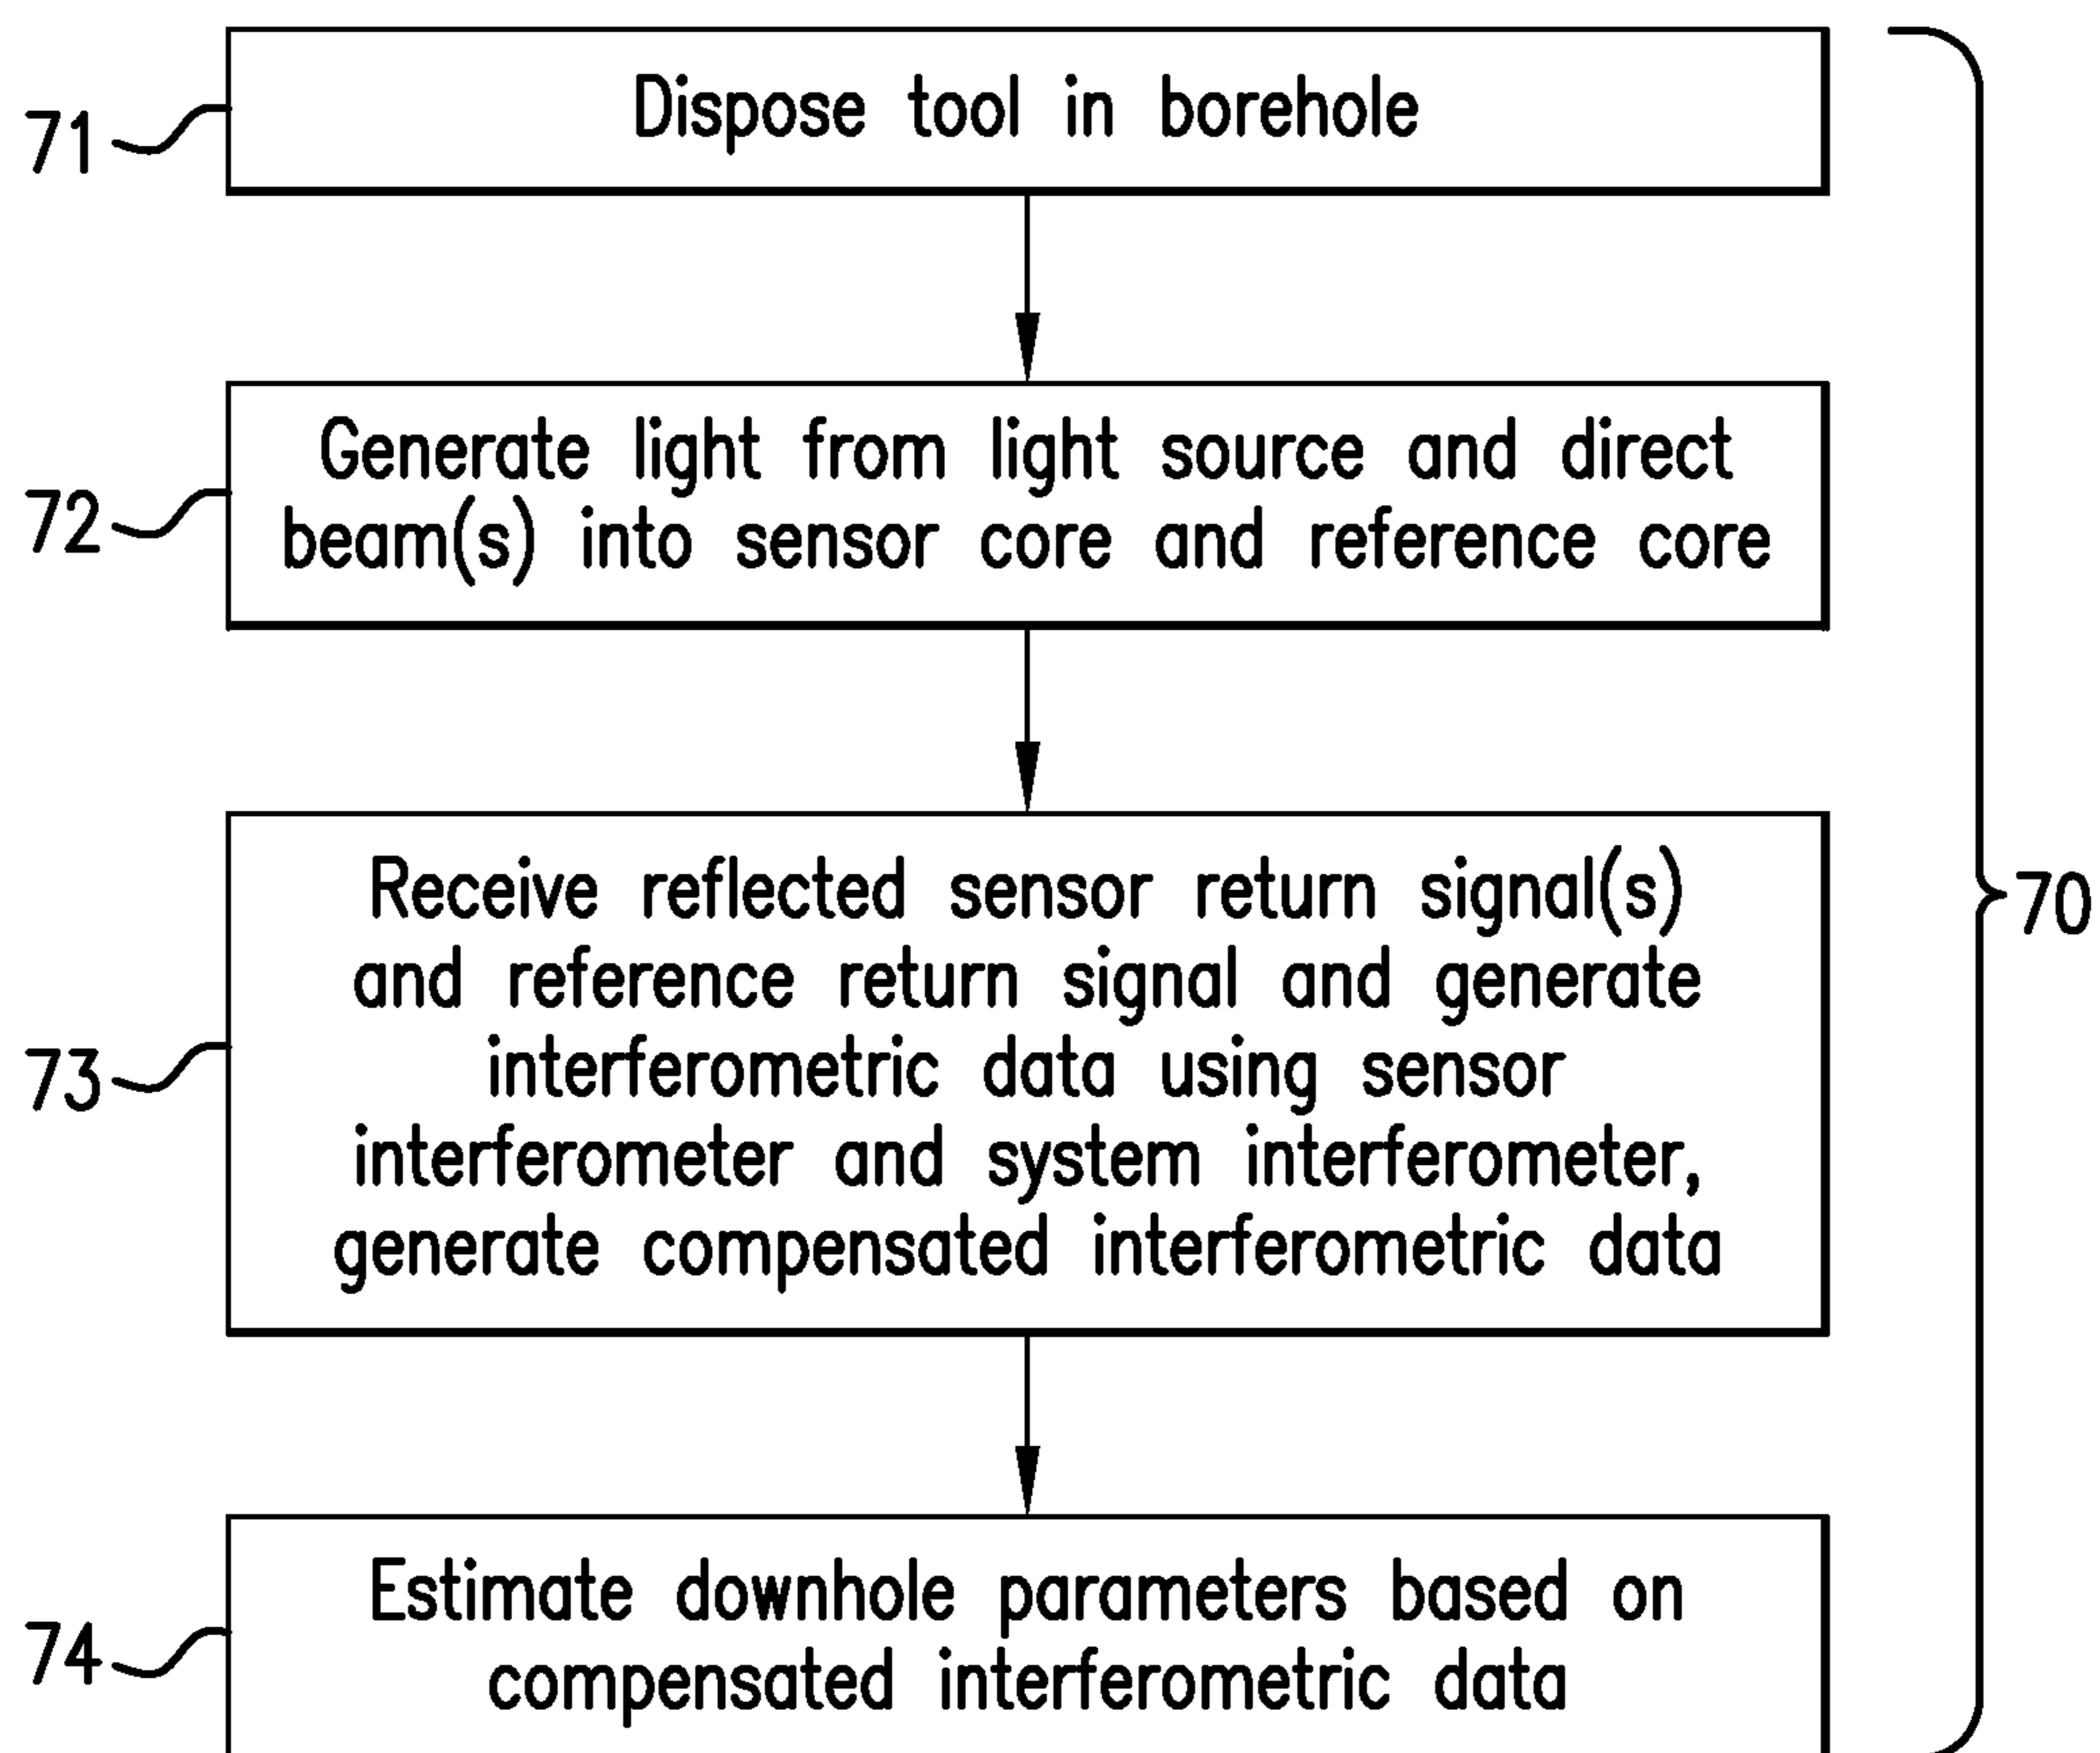 71
Dispose tool in borehole
72
Generate light from light source and direct
beam(s) into sensor core and reference core
73
Receive reflected sensor return signal(s)
and reference return signal and generate
interferometric data using sensor
interferometer and system interferometer,
generate compensated interferometric data
70
74
Estimate downhole parameters based on
compensated interferometric data